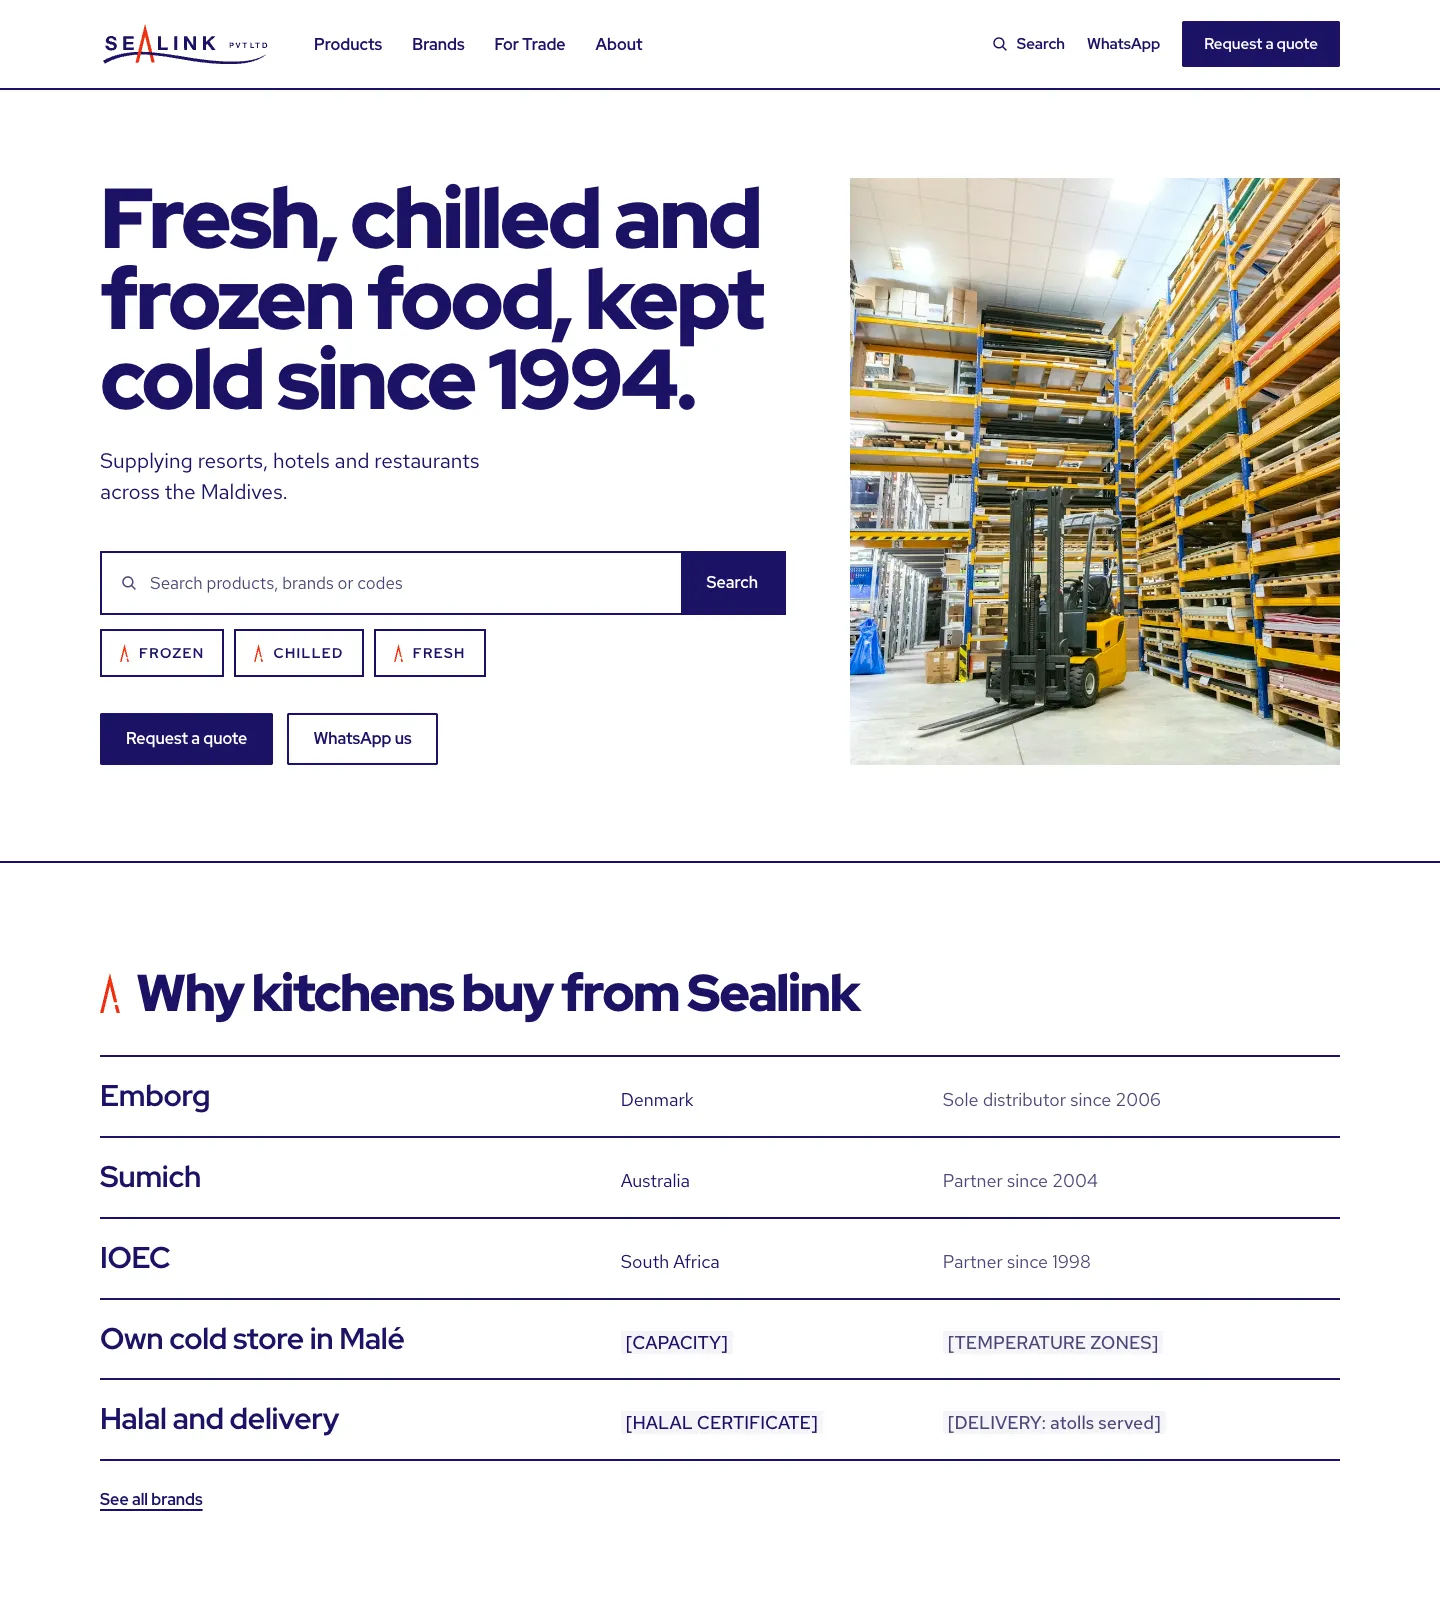 SEALINK PVT LTD
Products Brands For Trade About
Search WhatsApp Request a quote
Fresh, chilled and
frozen food, kept
cold since 1994.
Supplying resorts, hotels and restaurants
across the Maldives.
Search products, brands or codes Search
FROZEN CHILLED FRESH
Request a quote WhatsApp us
Why kitchens buy from Sealink
Emborg Denmark Sole distributor since 2006
Sumich Australia Partner since 2004
IOEC South Africa Partner since 1998
Own cold store in Malé [CAPACITY] [TEMPERATURE ZONES]
Halal and delivery [HALAL CERTIFICATE] [DELIVERY: atolls served]
See all brands